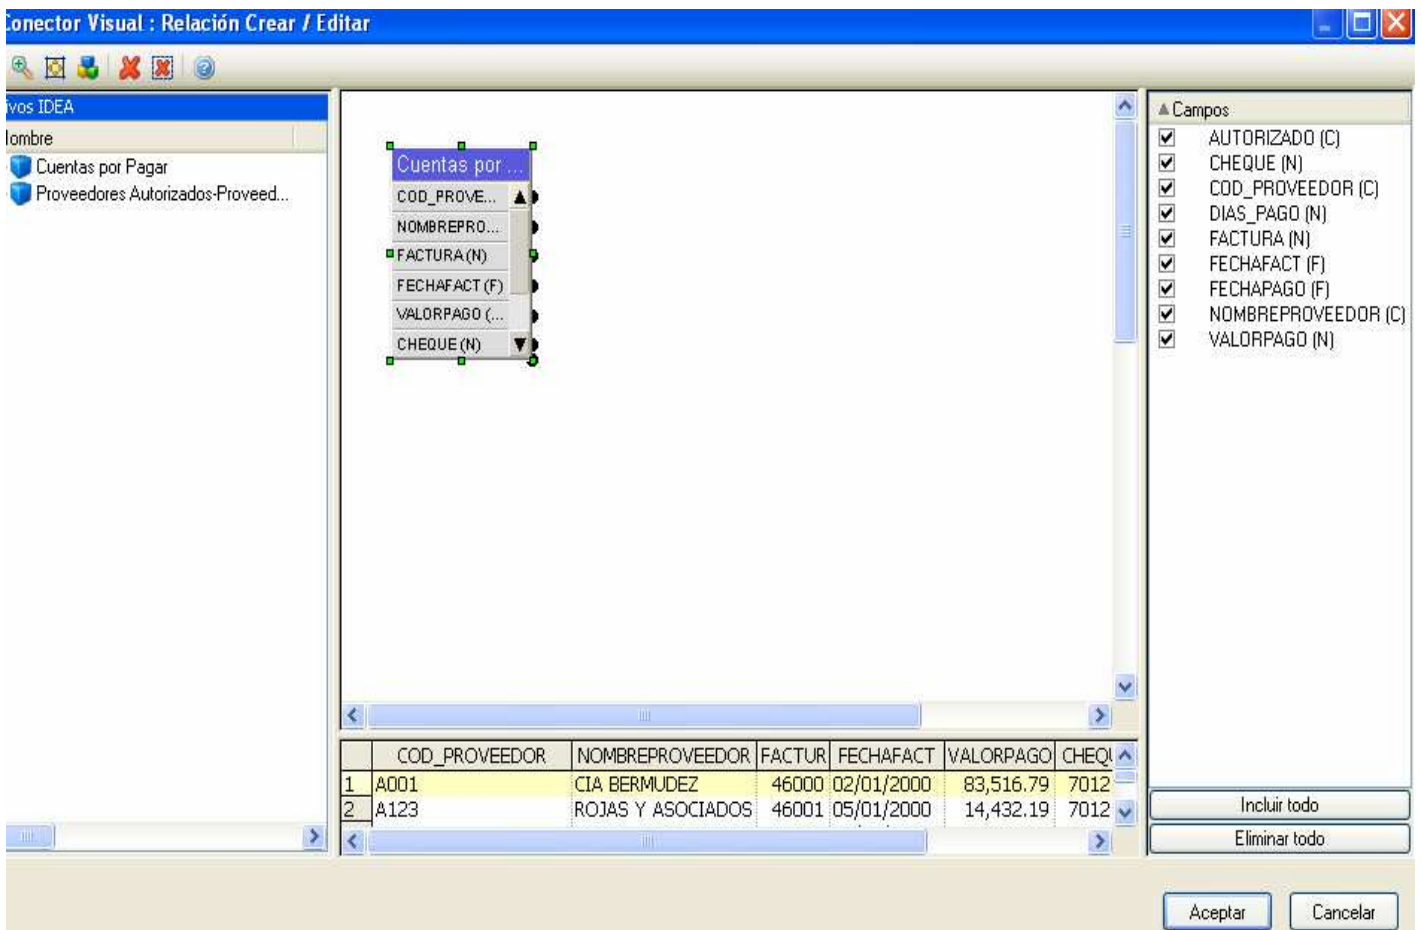 Conector Visual : Relación Crear / Editar
ivos IDEA
Nombre
Cuentas por Pagar
Proveedores Autorizados-Proveed...
Cuentas por ...
COD_PROVE...
NOMBREPRO...
FACTURA (N)
FECHAFACT (F)
VALORPAGO (...
CHEQUE (N)
Campos
AUTORIZADO (C)
CHEQUE (N)
COD_PROVEEDOR (C)
DIAS_PAGO (N)
FACTURA (N)
FECHAFACT (F)
FECHAPAGO (F)
NOMBREPROVEEDOR (C)
VALORPAGO (N)
COD_PROVEEDOR NOMBREPROVEEDOR FACTUR FECHAFACT VALORPAGO CHEQU
1 A001 CIA BERMUDEZ 46000 02/01/2000 83,516.79 7012
2 A123 ROJAS Y ASOCIADOS 46001 05/01/2000 14,432.19 7012
Incluir todo
Eliminar todo
Aceptar Cancelar